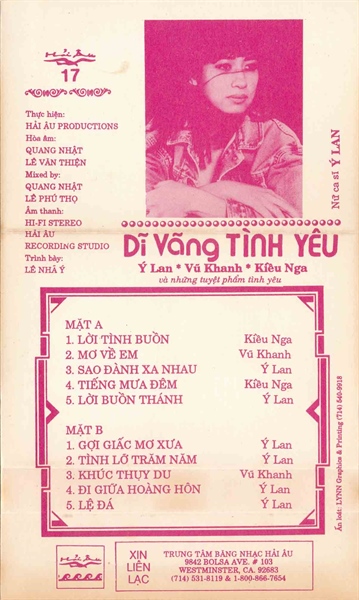 Hải Âu
17
Thực hiện:
HẢI ÂU PRODUCTIONS
Hòa âm:
QUANG NHẬT
LÊ VĂN THIỆN
Mixed by:
QUANG NHẬT
LÊ PHÚ THỌ
Âm thanh:
HI-FI STEREO
HẢI ÂU
RECORDING STUDIO
Trình bày:
LÊ NHÃ Ý
Nữ ca sĩ Ý LAN
Dĩ Vãng TÌNH YÊU
Ý Lan * Vũ Khanh * Kiều Nga
và những tuyệt phẩm tình yêu
MẶT A
1. LỜI TÌNH BUỒN Kiều Nga
2. MƠ VỀ EM Vũ Khanh
3. SAO ĐÀNH XA NHAU Ý Lan
4. TIẾNG MƯA ĐÊM Kiều Nga
5. LỜI BUỒN THÁNH Ý Lan
MẶT B
1. GỢI GIẤC MƠ XƯA Ý Lan
2. TÌNH LỠ TRĂM NĂM Ý Lan
3. KHÚC THỤY DU Vũ Khanh
4. ĐI GIỮA HOÀNG HÔN Ý Lan
5. LỆ ĐÁ Ý Lan
Ấn loát: LYNN Graphics & Printing (714) 540-9918
Hải Âu
XIN
LIÊN
LẠC
TRUNG TÂM BĂNG NHẠC HẢI ÂU
9842 BOLSA AVE. # 103
WESTMINSTER, CA. 92683
(714) 531-8119 & 1-800-866-7654